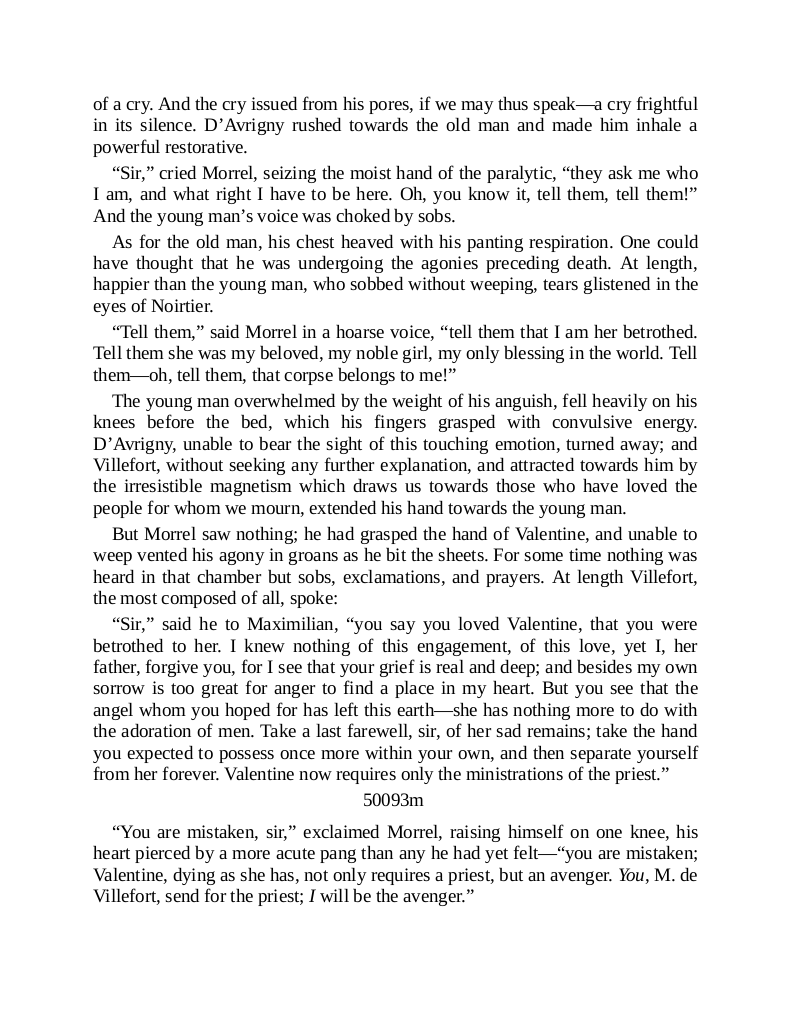 of a cry. And the cry issued from his pores, if we may thus speak—a cry frightful
in its silence. D’Avrigny rushed towards the old man and made him inhale a
powerful restorative.
“Sir,” cried Morrel, seizing the moist hand of the paralytic, “they ask me who
I am, and what right I have to be here. Oh, you know it, tell them, tell them!”
And the young man’s voice was choked by sobs.
As for the old man, his chest heaved with his panting respiration. One could
have thought that he was undergoing the agonies preceding death. At length,
happier than the young man, who sobbed without weeping, tears glistened in the
eyes of Noirtier.
“Tell them,” said Morrel in a hoarse voice, “tell them that I am her betrothed.
Tell them she was my beloved, my noble girl, my only blessing in the world. Tell
them—oh, tell them, that corpse belongs to me!”
The young man overwhelmed by the weight of his anguish, fell heavily on his
knees before the bed, which his fingers grasped with convulsive energy.
D’Avrigny, unable to bear the sight of this touching emotion, turned away; and
Villefort, without seeking any further explanation, and attracted towards him by
the irresistible magnetism which draws us towards those who have loved the
people for whom we mourn, extended his hand towards the young man.
But Morrel saw nothing; he had grasped the hand of Valentine, and unable to
weep vented his agony in groans as he bit the sheets. For some time nothing was
heard in that chamber but sobs, exclamations, and prayers. At length Villefort,
the most composed of all, spoke:
“Sir,” said he to Maximilian, “you say you loved Valentine, that you were
betrothed to her. I knew nothing of this engagement, of this love, yet I, her
father, forgive you, for I see that your grief is real and deep; and besides my own
sorrow is too great for anger to find a place in my heart. But you see that the
angel whom you hoped for has left this earth—she has nothing more to do with
the adoration of men. Take a last farewell, sir, of her sad remains; take the hand
you expected to possess once more within your own, and then separate yourself
from her forever. Valentine now requires only the ministrations of the priest.”
50093m
“You are mistaken, sir,” exclaimed Morrel, raising himself on one knee, his
heart pierced by a more acute pang than any he had yet felt—“you are mistaken;
Valentine, dying as she has, not only requires a priest, but an avenger. You, M. de
Villefort, send for the priest; I will be the avenger.”